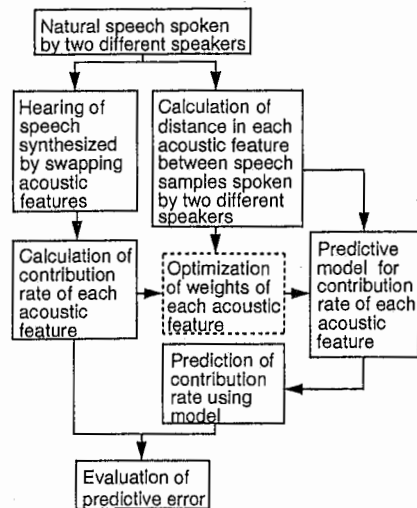 Natural speech spoken
by two different speakers
Hearing of
speech
synthesized
by swapping
acoustic
features
Calculation of
distance in each
acoustic feature
between speech
samples spoken
by two different
speakers
Calculation of
contribution
rate of each
acoustic
feature
Optimization
of weights of
each acoustic
feature
Predictive
model for
contribution
rate of each
acoustic
feature
Prediction of
contribution
rate using
model
Evaluation of
predictive error